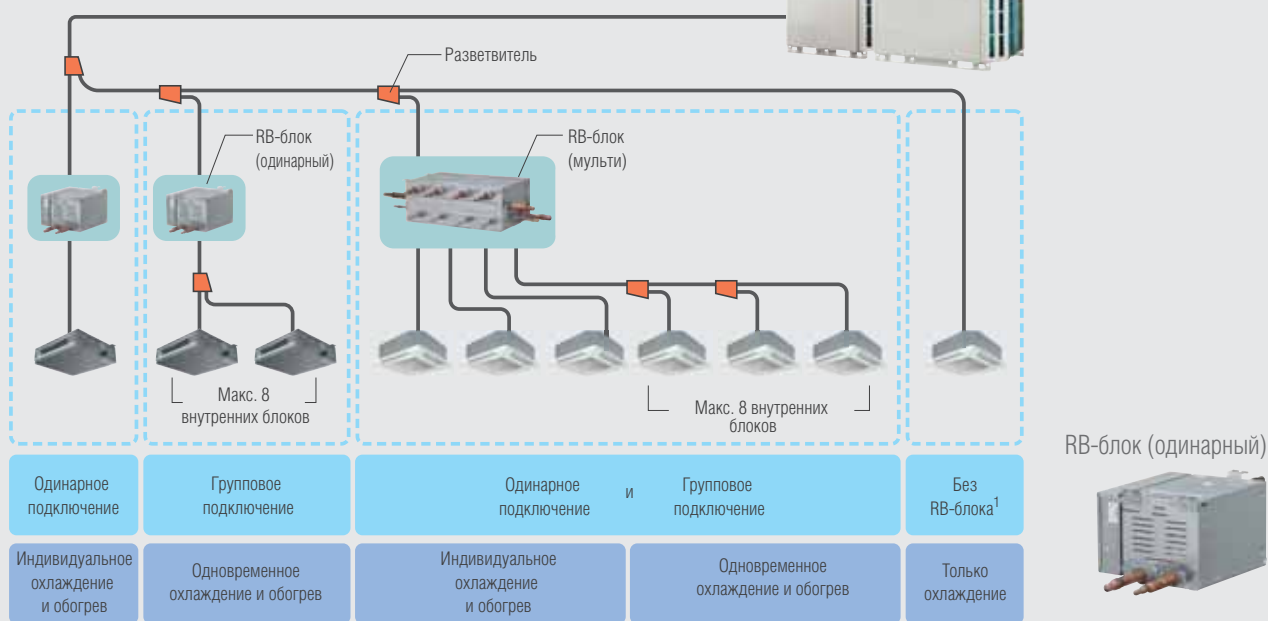 Разветвитель
RB-блок
(одинарный)
RB-блок
(мульти)
Макс. 8
внутренних блоков
Макс. 8 внутренних
блоков
RB-блок (одинарный)
Одинарное
подключение
Групповое
подключение
Одинарное
подключение
и
Групповое
подключение
Без
RB-блока1
Индивидуальное
охлаждение
и обогрев
Одновременное
охлаждение и обогрев
Индивидуальное
охлаждение
и обогрев
Одновременное
охлаждение и обогрев
Только
охлаждение